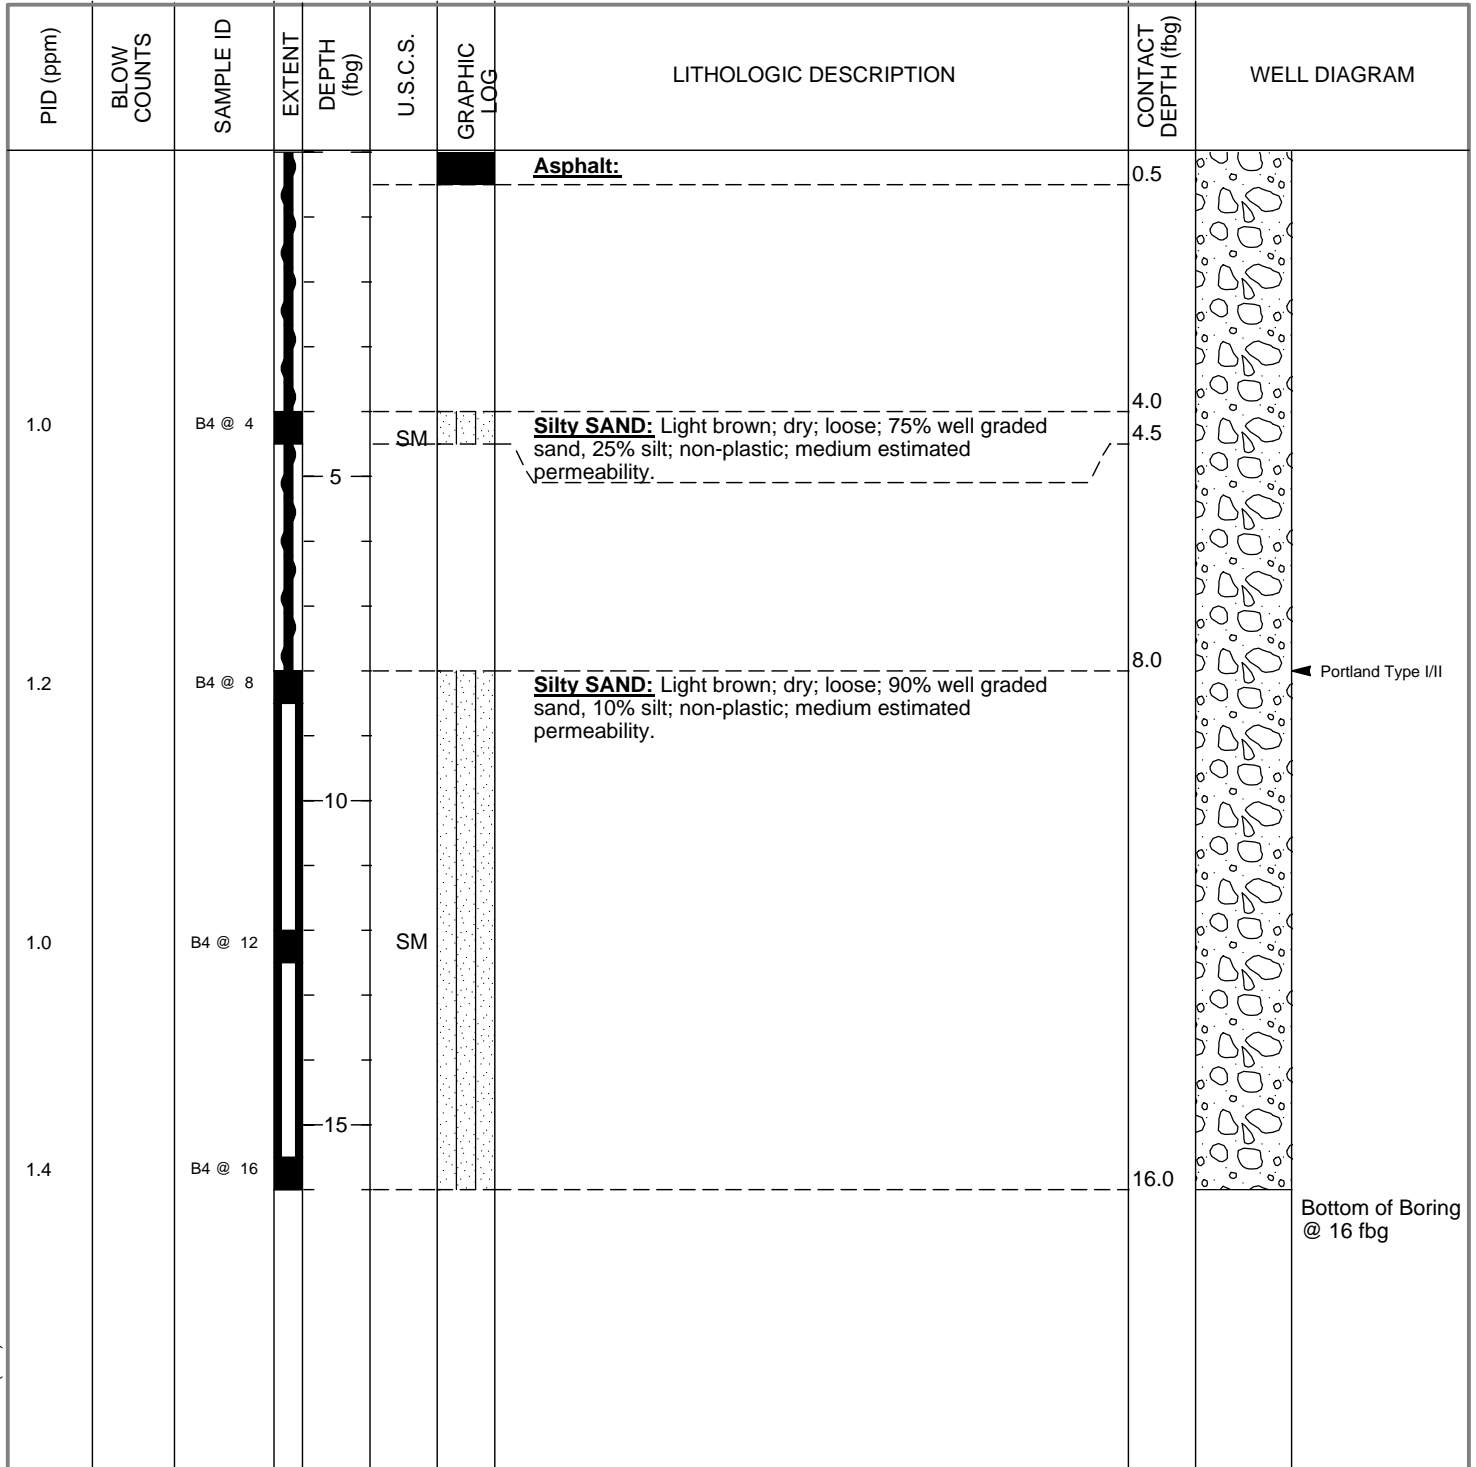 PID (ppm)
BLOW
COUNTS
SAMPLE ID
EXTENT
DEPTH
(fbg)
U.S.C.S.
GRAPHIC
LOG
LITHOLOGIC DESCRIPTION
CONTACT
DEPTH (fbg)
WELL DIAGRAM
Asphalt:
0.5
4.0
1.0
B4 @ 4
SM
Silty SAND: Light brown; dry; loose; 75% well graded
sand, 25% silt; non-plastic; medium estimated
permeability.
4.5
5
8.0
Portland Type I/II
1.2
B4 @ 8
Silty SAND: Light brown; dry; loose; 90% well graded
sand, 10% silt; non-plastic; medium estimated
permeability.
10
1.0
B4 @ 12
SM
15
1.4
B4 @ 16
16.0
Bottom of Boring
@ 16 fbg